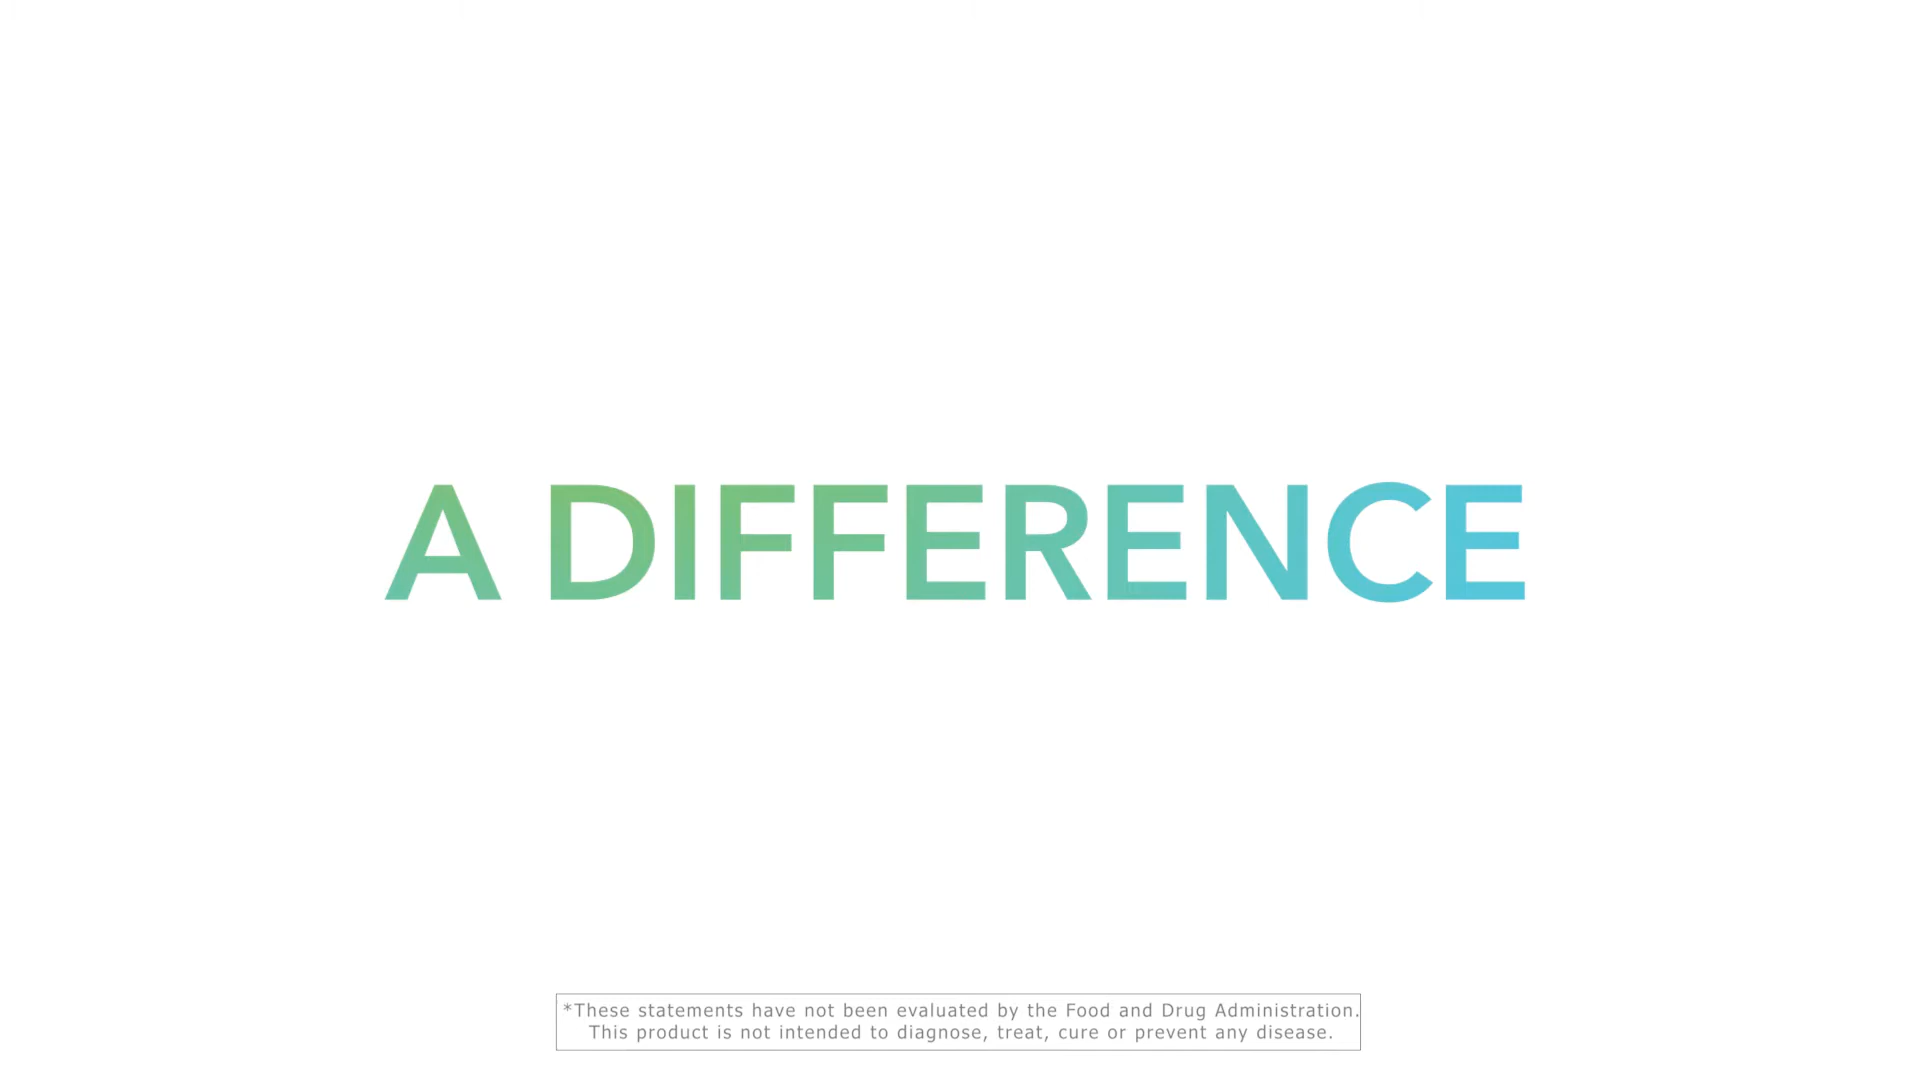 A DIFFERENCE
*These statements have not been evaluated by the Food and Drug Administration.
This product is not intended to diagnose, treat, cure or prevent any disease.